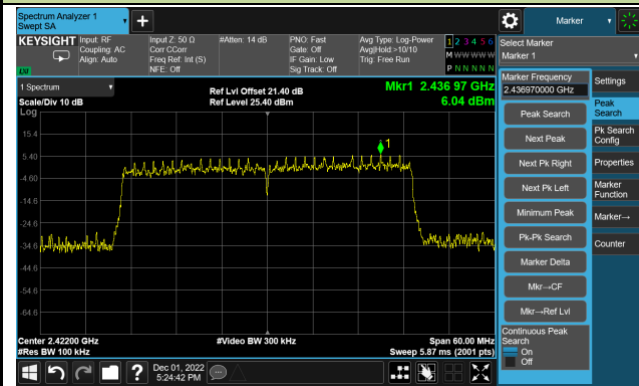 Spectrum Analyzer 1
Swept SA
Marker
KEYSIGHT
Input: RF
Coupling: AC
Align: Auto
Input Z: 50 Ω
Corr CCorr
Freq Ref: Int (S)
NFE: Off
#Atten: 14 dB
PNO: Fast
Gate: Off
IF Gain: Low
Sig Track: Off
Avg Type: Log-Power
Avg|Hold:>10/10
Trig: Free Run
1 2 3 4 5 6
M W W W W W
P N N N N N
Select Marker
Marker 1
1 Spectrum
Scale/Div 10 dB
Log
Ref Lvl Offset 21.40 dB
Ref Level 25.40 dBm
Mkr1 2.436 97 GHz
6.04 dBm
15.4
5.40
-4.60
-14.6
-24.6
-34.6
-44.6
-54.6
-64.6
1
Center 2.42200 GHz
#Res BW 100 kHz
#Video BW 300 kHz
Span 60.00 MHz
Sweep 5.87 ms (2001 pts)
Marker Frequency
2.436970000 GHz
Peak Search
Next Peak
Next Pk Right
Next Pk Left
Minimum Peak
Pk-Pk Search
Marker Delta
Mkr→CF
Mkr→Ref Lvl
Continuous Peak
Search
On
Off
Settings
Peak
Search
Pk Search
Config
Properties
Marker
Function
Marker→
Counter
Dec 01, 2022
5:24:42 PM